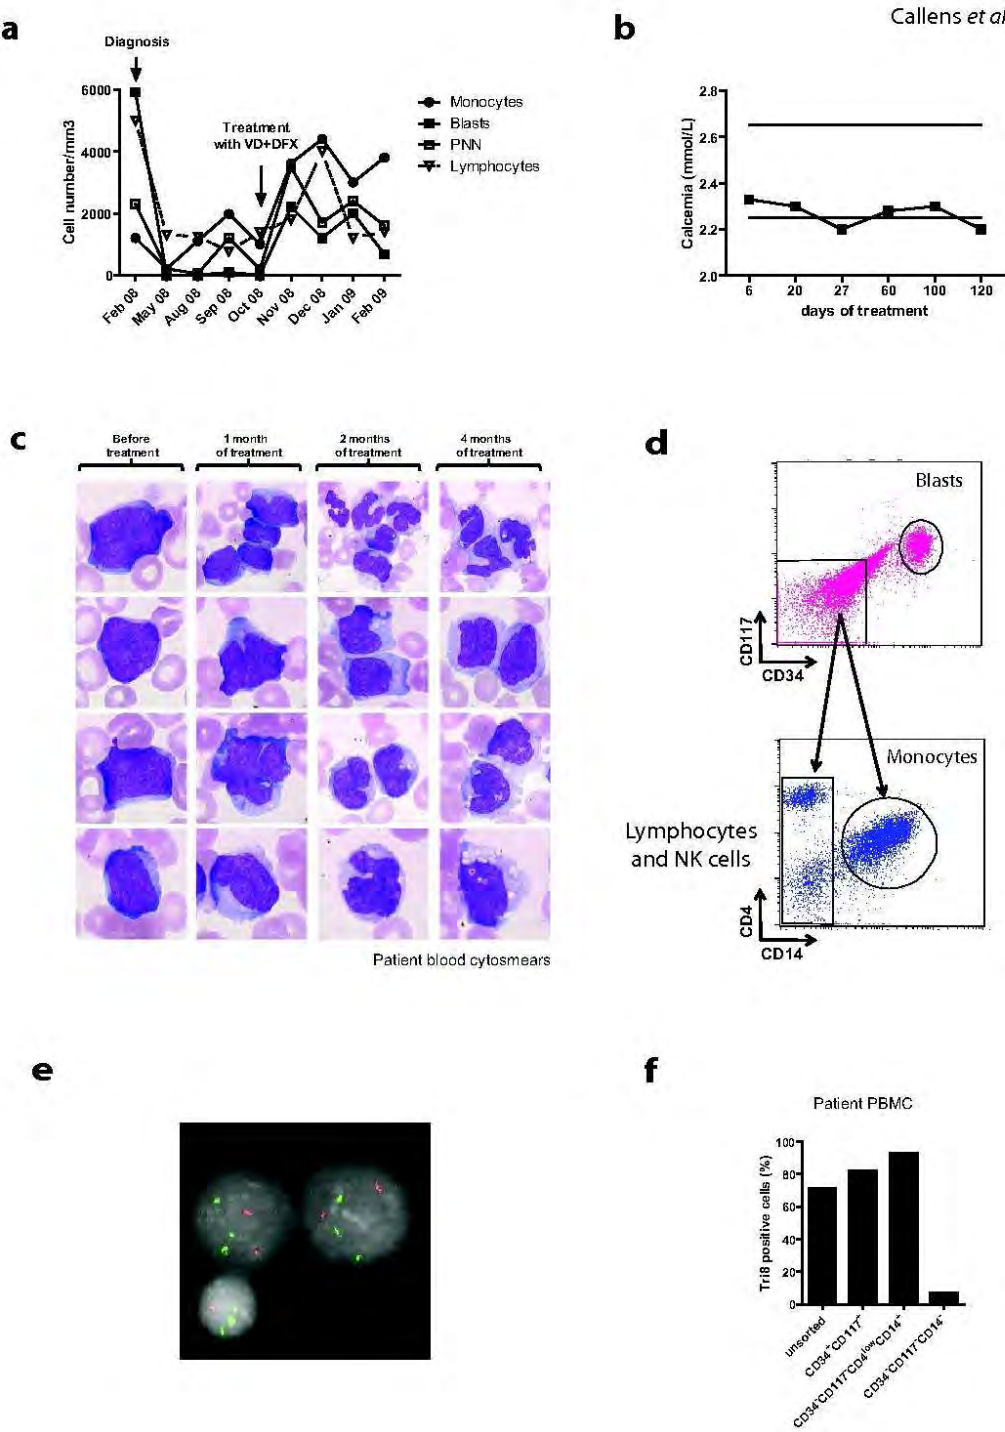 Callens et al
a
Diagnosis
6000
4000
2000
0
Cell number/mm3
Treatment
with VD+DFX
Monocytes
Blasts
PNN
Lymphocytes
Feb 08
May 08
Aug 08
Sep 08
Oct 08
Nov 08
Dec 08
Jan 09
Feb 09
b
2.8
2.6
2.4
2.2
2.0
Calcemia (mmol/L)
6 20 27 60 100 120
days of treatment
c
Before
treatment
1 month
of treatment
2 months
of treatment
4 months
of treatment
Patient blood cytosmears
d
Blasts
CD117
CD34
Monocytes
Lymphocytes
and NK cells
CD4
CD14
e
f
Patient PBMC
100
80
60
40
20
0
Tri8 positive cells (%)
unsorted
CD34⁺CD117⁺
CD34⁻CD117⁻CD4ˡᵒʷCD14⁺
CD34⁻CD117⁻CD14⁻